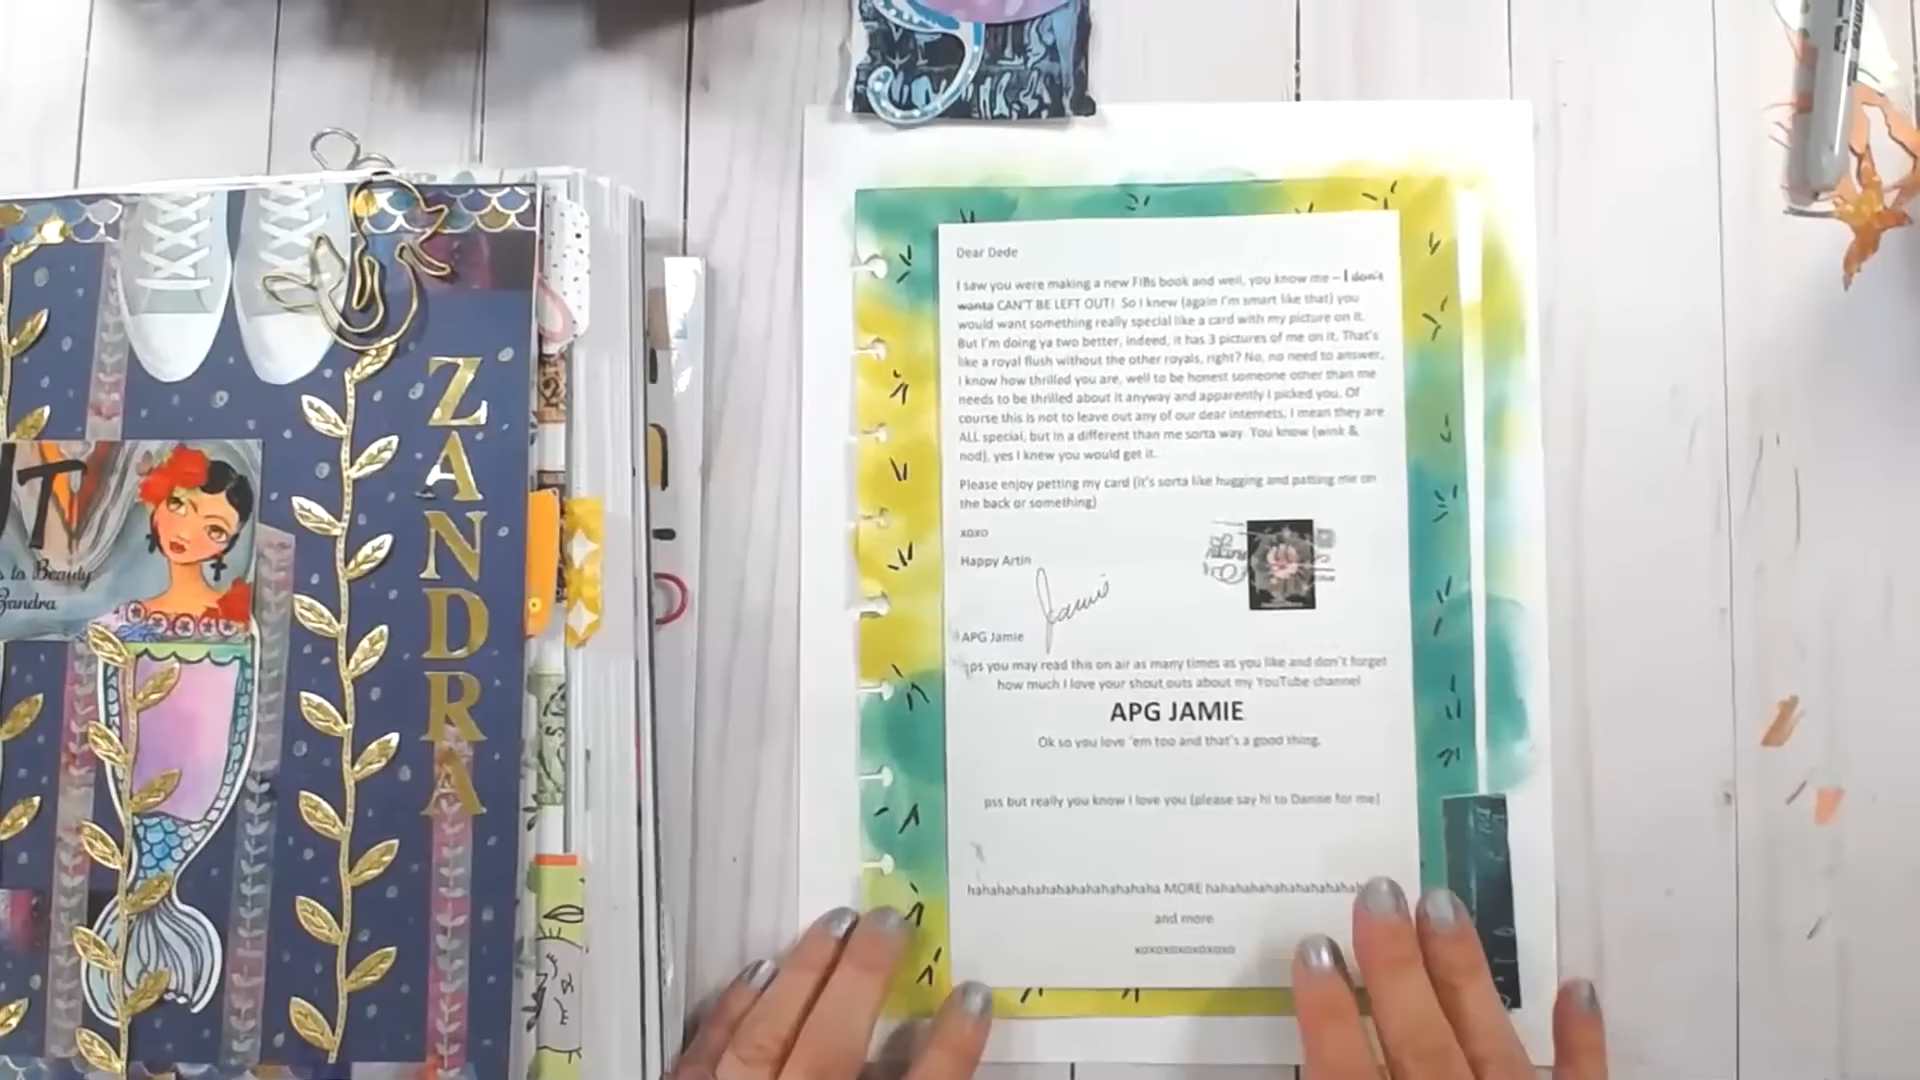 ZANDRA
UT
s to Beauty
Zandra
Dear Dede
I saw you were making a new FIBs book and well, you know me – I don't
wanta CAN'T BE LEFT OUT! So I knew (again I'm smart like that) you
would want something really special like a card with my picture on it.
But I'm doing ya two better, indeed, it has 3 pictures of me on it. That's
like a royal flush without the other royals, right? No, no need to answer,
I know how thrilled you are, well to be honest someone other than me
needs to be thrilled about it anyway and apparently I picked you. Of
course this is not to leave out any of our dear internets, I mean they are
ALL special, but in a different than me sorta way. You know (wink &
nod), yes I knew you would get it.
Please enjoy petting my card (it's sorta like hugging and patting me on
the back or something)
xoxo
Happy Artin
Jamie
APG Jamie
ps you may read this on air as many times as you like and don't forget
how much I love your shout outs about my YouTube channel
APG JAMIE
Ok so you love 'em too and that's a good thing.
pss but really you know I love you (please say hi to Dannie for me)
hahahahahahahahahahahahaha MORE hahahahahahahahahah
and more
xoxoxoxoxoxoxo